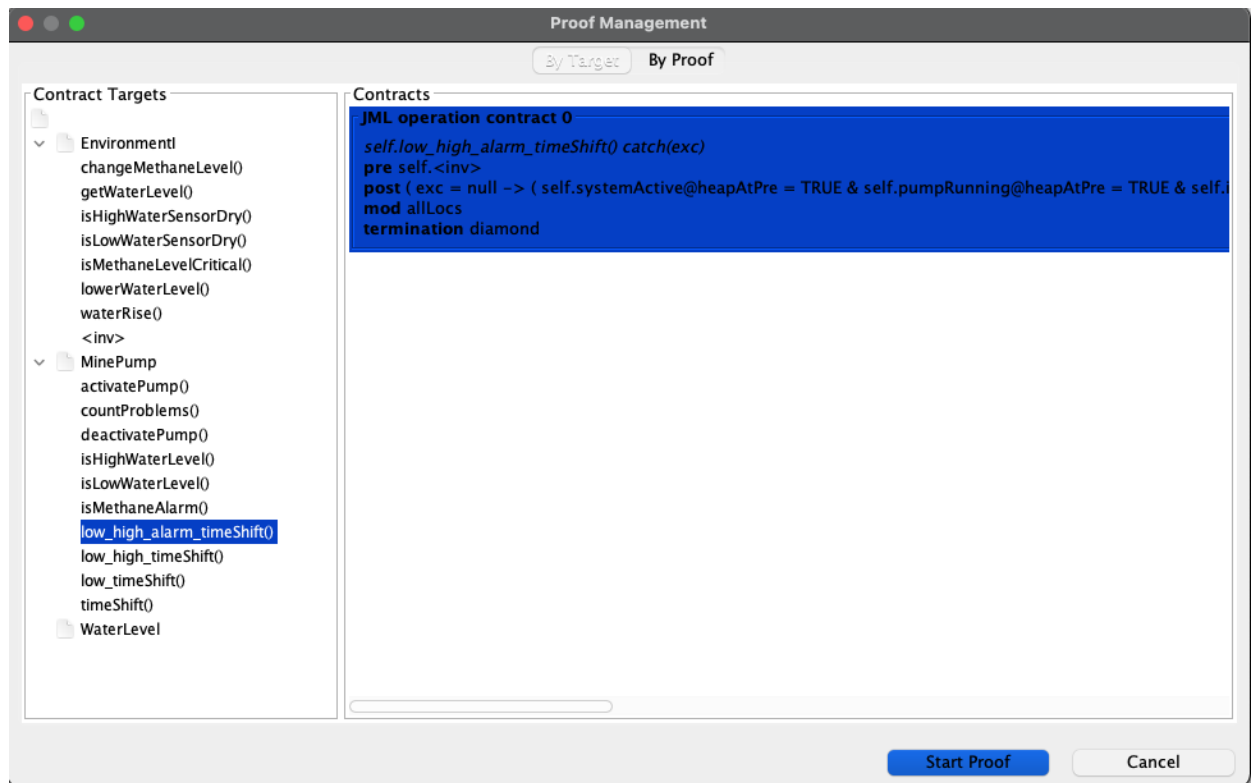 Proof Management
By Target By Proof
Contract Targets
EnvironmentI
changeMethaneLevel()
getWaterLevel()
isHighWaterSensorDry()
isLowWaterSensorDry()
isMethaneLevelCritical()
lowerWaterLevel()
waterRise()
<inv>
MinePump
activatePump()
countProblems()
deactivatePump()
isHighWaterLevel()
isLowWaterLevel()
isMethaneAlarm()
low_high_alarm_timeShift()
low_high_timeShift()
low_timeShift()
timeShift()
WaterLevel
Contracts
JML operation contract 0
self.low_high_alarm_timeShift() catch(exc)
pre self.<inv>
post ( exc = null -> ( self.systemActive@heapAtPre = TRUE & self.pumpRunning@heapAtPre = TRUE & self.i
mod allLocs
termination diamond
Start Proof Cancel